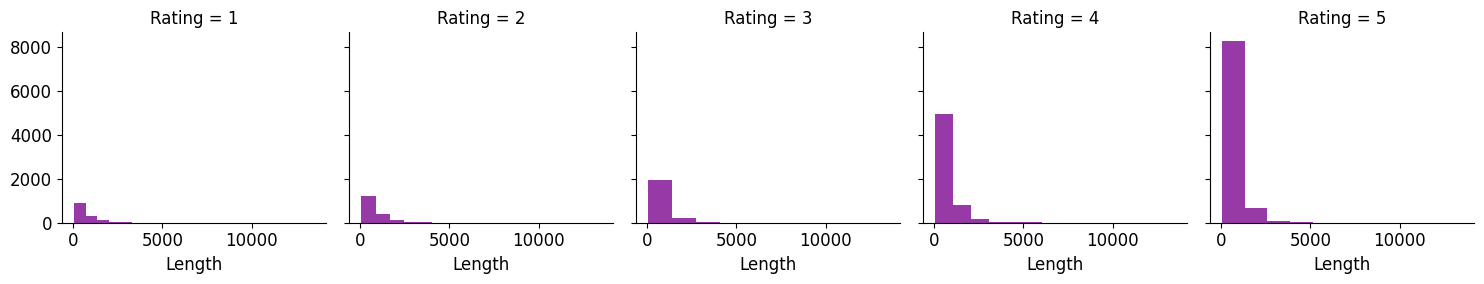 Rating = 1 Rating = 2 Rating = 3 Rating = 4 Rating = 5
8000
6000
4000
2000
0
0 5000 10000 0 5000 10000 0 5000 10000 0 5000 10000 0 5000 10000
Length Length Length Length Length